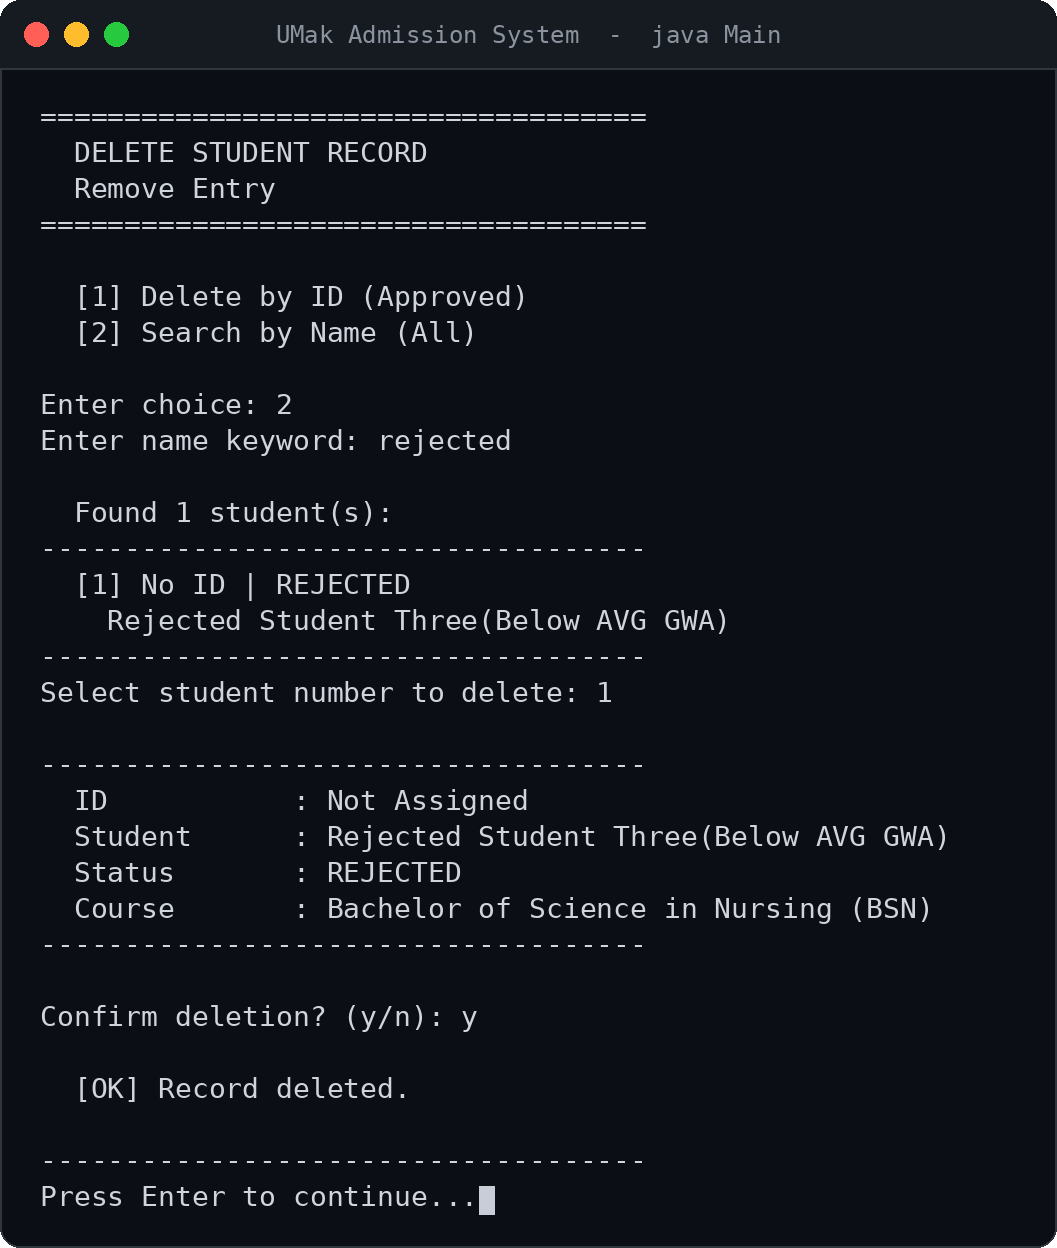 UMak Admission System  -  java Main
====================================
  DELETE STUDENT RECORD
  Remove Entry
====================================
  [1] Delete by ID (Approved)
  [2] Search by Name (All)
Enter choice: 2
Enter name keyword: rejected
  Found 1 student(s):
------------------------------------
  [1] No ID | REJECTED
    Rejected Student Three(Below AVG GWA)
------------------------------------
Select student number to delete: 1
------------------------------------
  ID           : Not Assigned
  Student      : Rejected Student Three(Below AVG GWA)
  Status       : REJECTED
  Course       : Bachelor of Science in Nursing (BSN)
------------------------------------
Confirm deletion? (y/n): y
  [OK] Record deleted.
------------------------------------
Press Enter to continue...